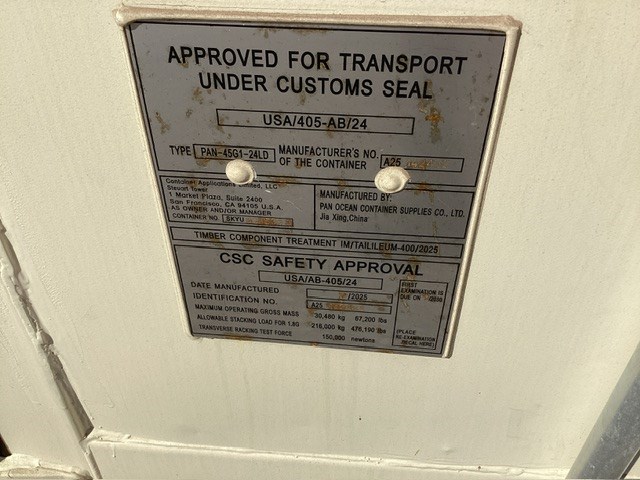 APPROVED FOR TRANSPORT
UNDER CUSTOMS SEAL
USA/405-AB/24
TYPE PAN-45G1-24LD MANUFACTURER'S NO.
OF THE CONTAINER A25
Container Applications Limited, LLC
Steuart Tower
1 Market Plaza, Suite 2400
San Francisco, CA 94105 U.S.A
AS OWNER AND/OR MANAGER
CONTAINER NO. SKYU
MANUFACTURED BY:
PAN OCEAN CONTAINER SUPPLIES CO., LTD.
Jia Xing,China
TIMBER COMPONENT TREATMENT IM/TAILILEUM-400/2025
CSC SAFETY APPROVAL
USA/AB-405/24
DATE MANUFACTURED /2025
IDENTIFICATION NO. A25
MAXIMUM OPERATING GROSS MASS 30,480 kg 67,200 lbs
ALLOWABLE STACKING LOAD FOR 1.8G 216,000 kg 476,190 lbs
TRANSVERSE RACKING TEST FORCE 150,000 newtons
FIRST
EXAMINATION IS
DUE ON
(PLACE
RE-EXAMINATION
DECAL HERE)